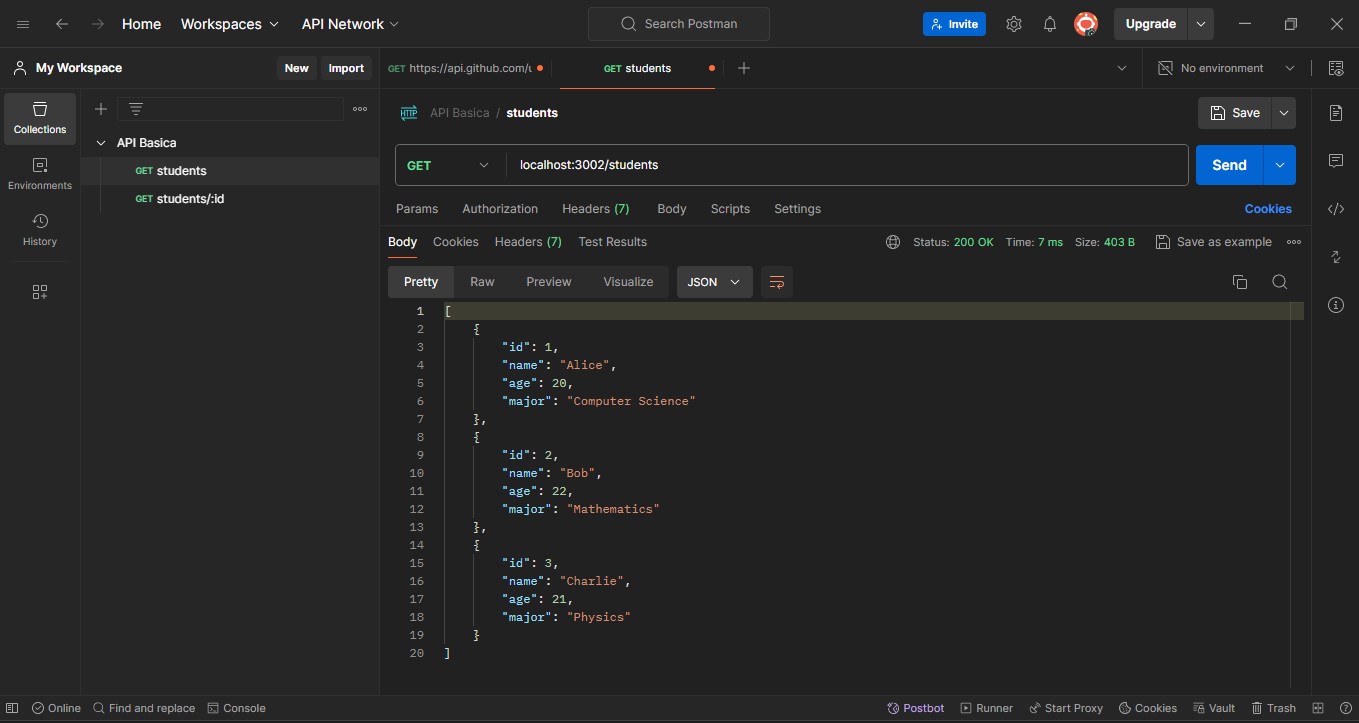 Home Workspaces API Network Search Postman Invite Upgrade
My Workspace New Import GET https://api.github.com/u GET students No environment
Collections
Environments
History
API Basica
GET students
GET students/:id
HTTP API Basica / students Save
GET localhost:3002/students Send
Params Authorization Headers (7) Body Scripts Settings Cookies
Body Cookies Headers (7) Test Results Status: 200 OK Time: 7 ms Size: 403 B Save as example
Pretty Raw Preview Visualize JSON
1 [
2 {
3 "id": 1,
4 "name": "Alice",
5 "age": 20,
6 "major": "Computer Science"
7 },
8 {
9 "id": 2,
10 "name": "Bob",
11 "age": 22,
12 "major": "Mathematics"
13 },
14 {
15 "id": 3,
16 "name": "Charlie",
17 "age": 21,
18 "major": "Physics"
19 }
20 ]
Online Find and replace Console Postbot Runner Start Proxy Cookies Vault Trash